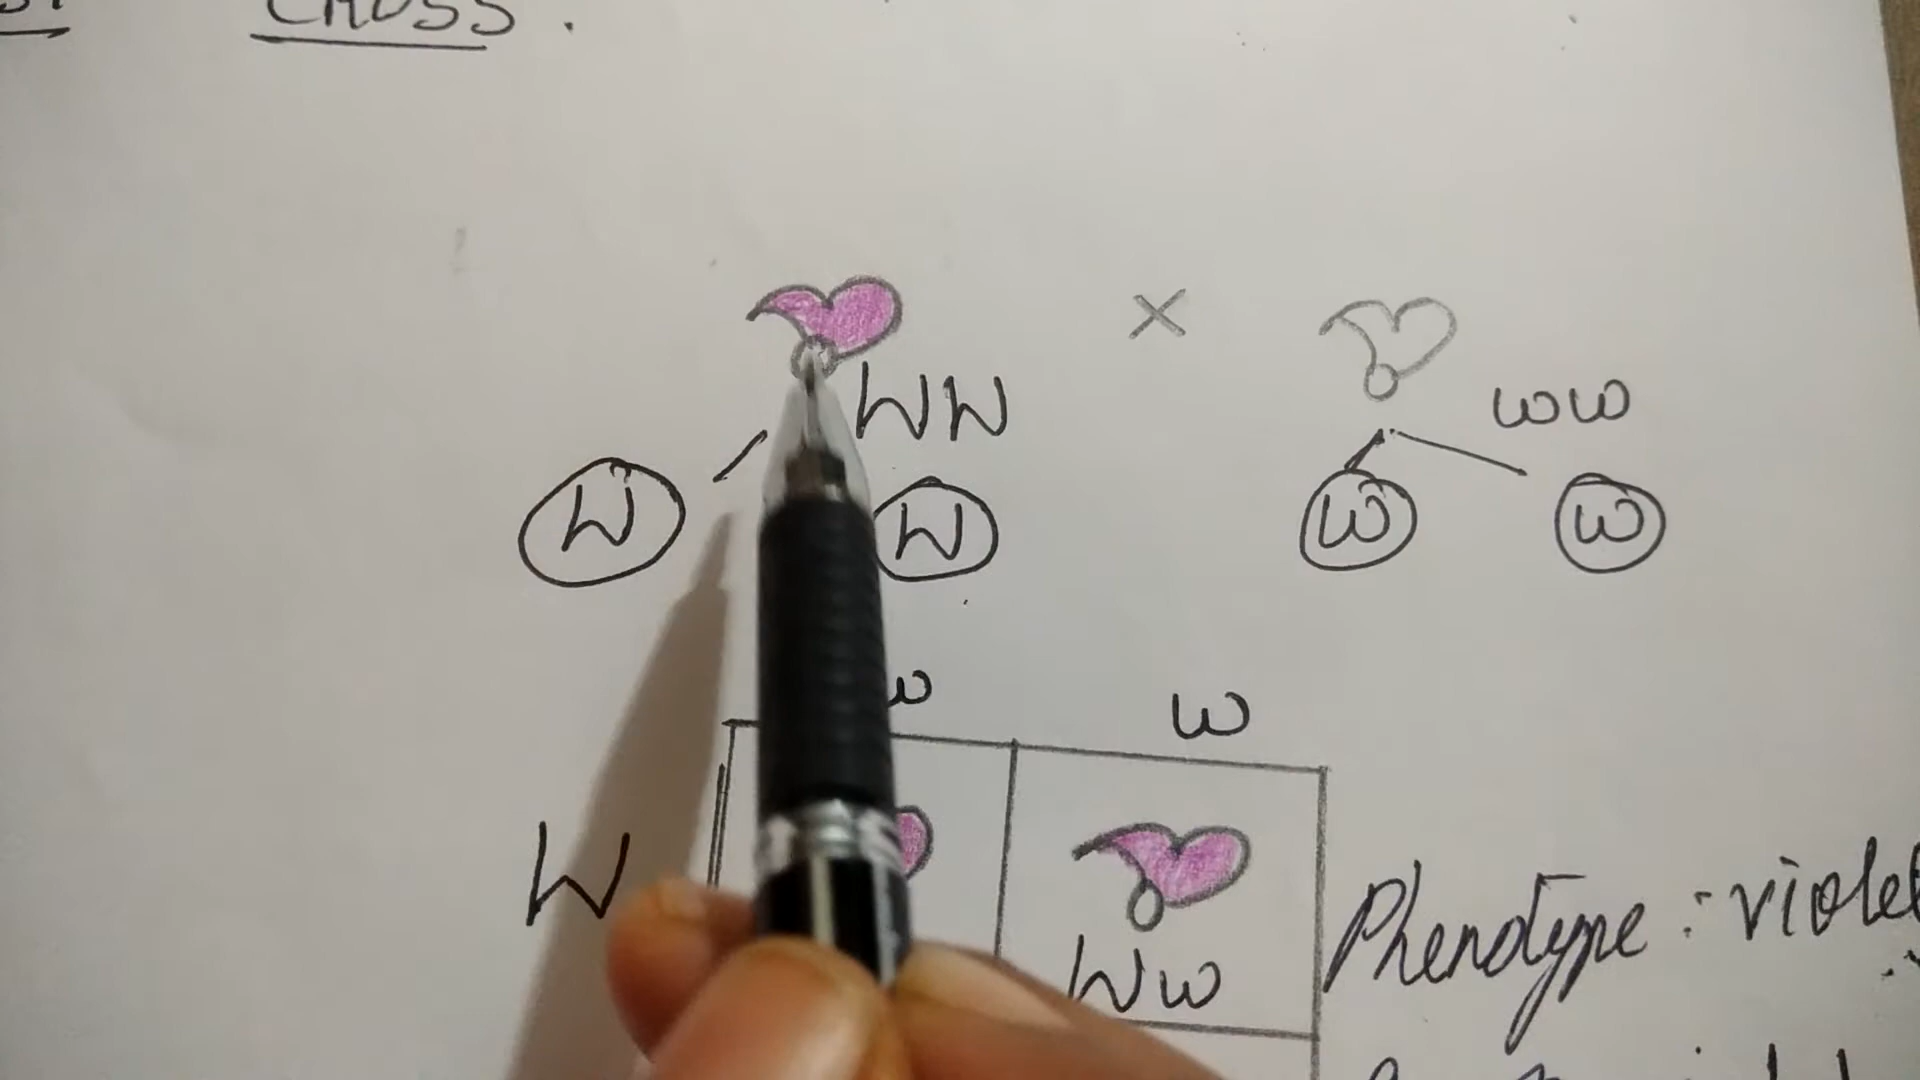 CROSS.
WW × ww
W W w w
w w
W
Ww
Phenotype : violet